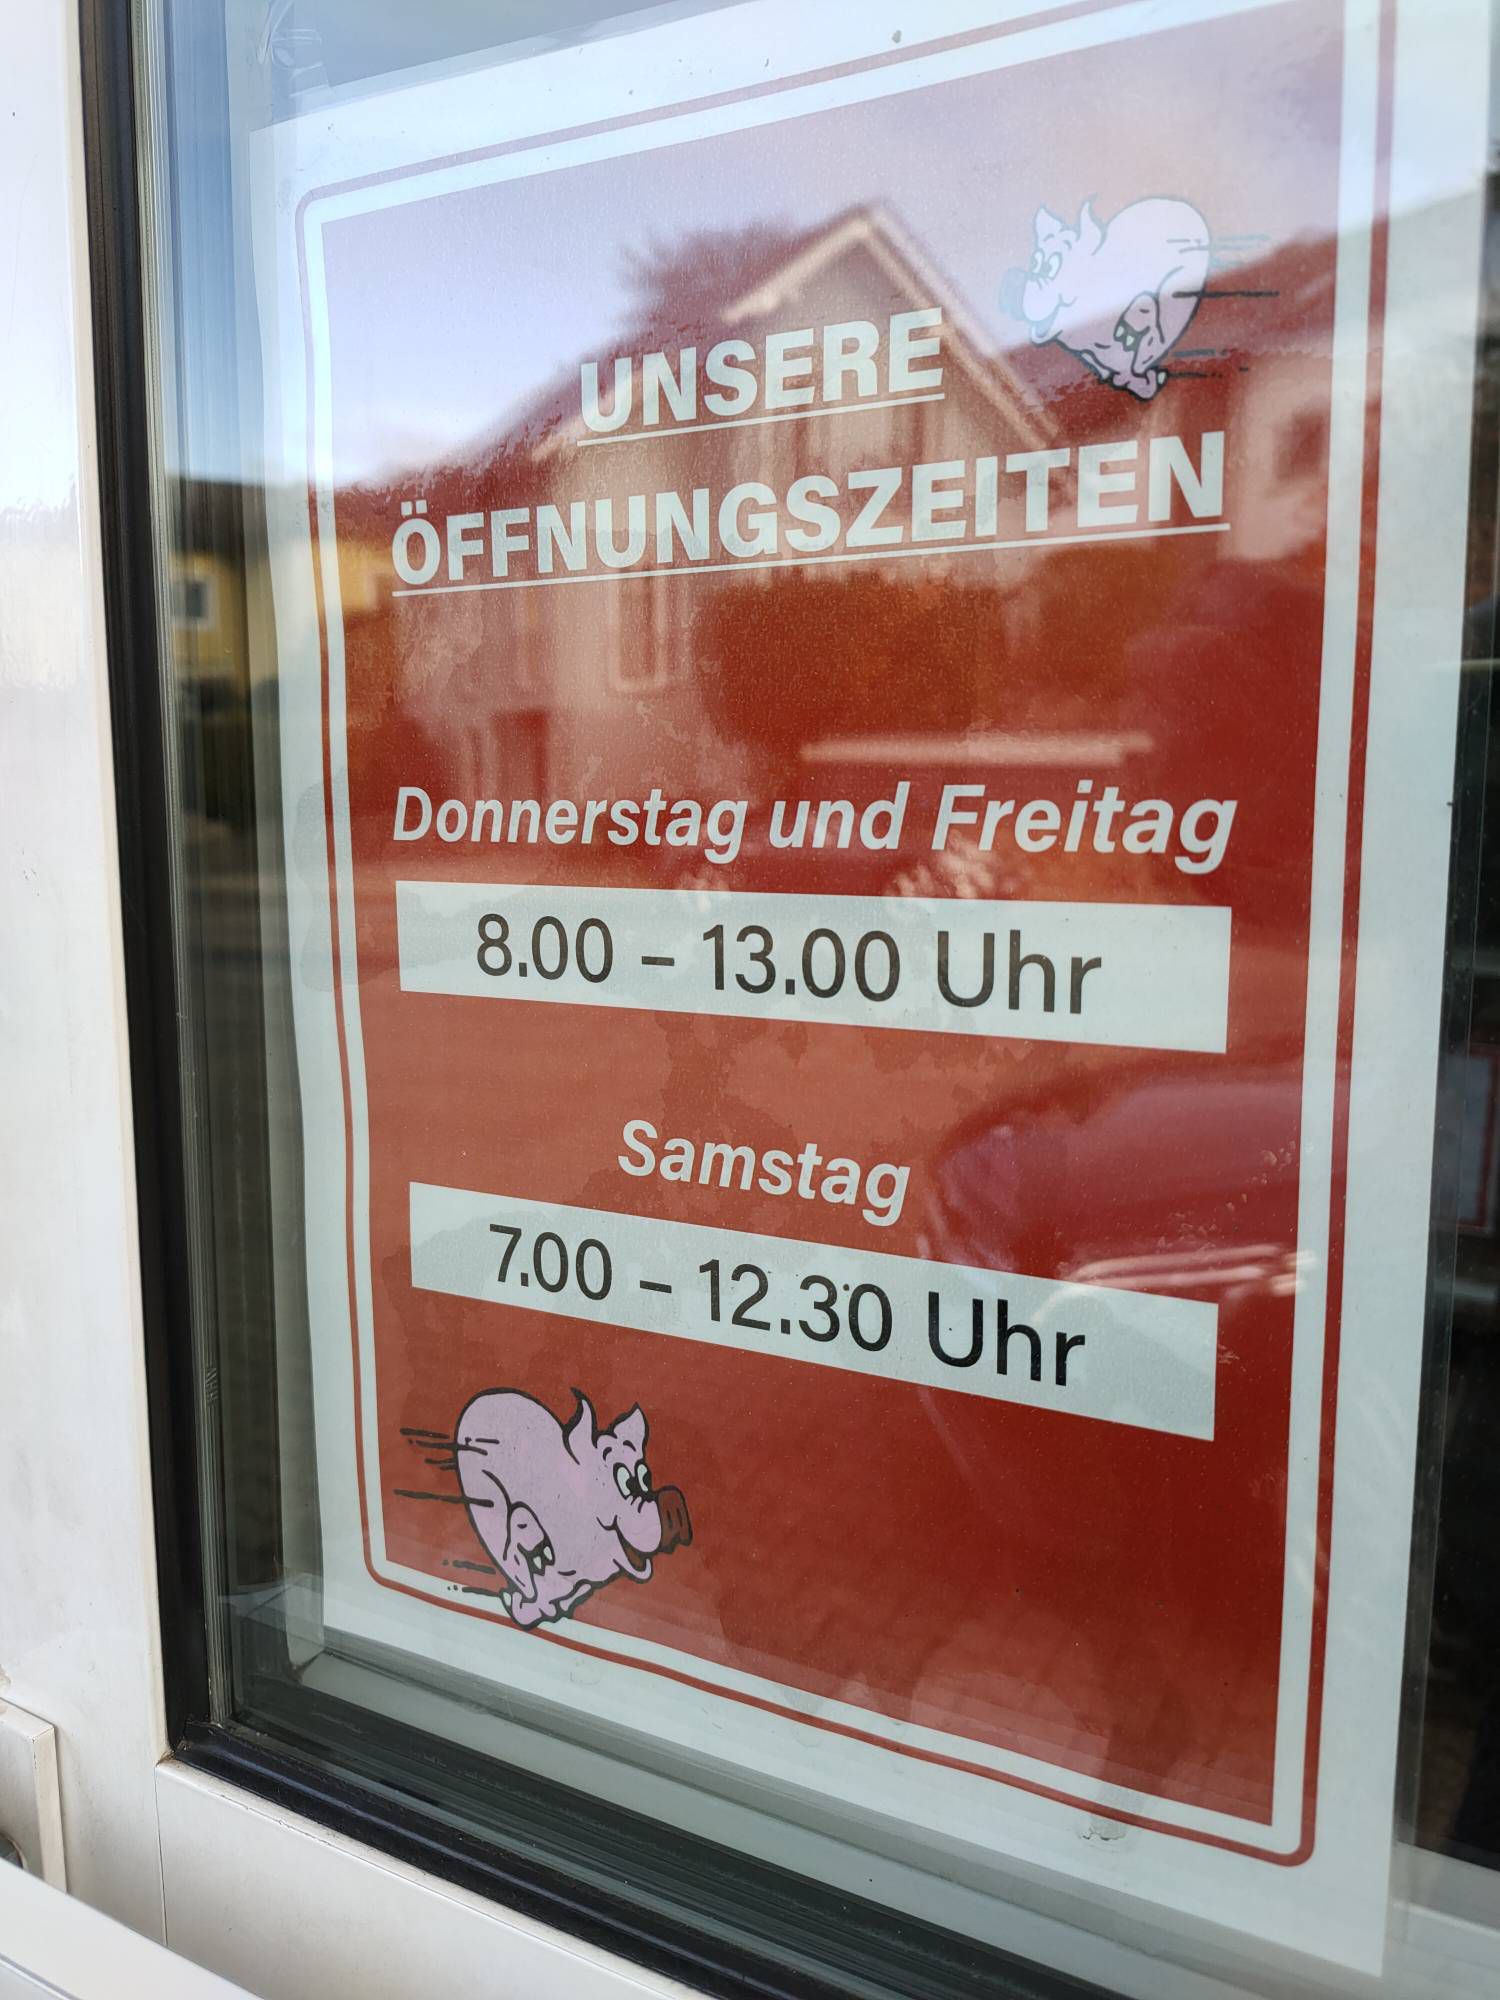 UNSERE
ÖFFNUNGSZEITEN
Donnerstag und Freitag
8.00 – 13.00 Uhr
Samstag
7.00 – 12.30 Uhr